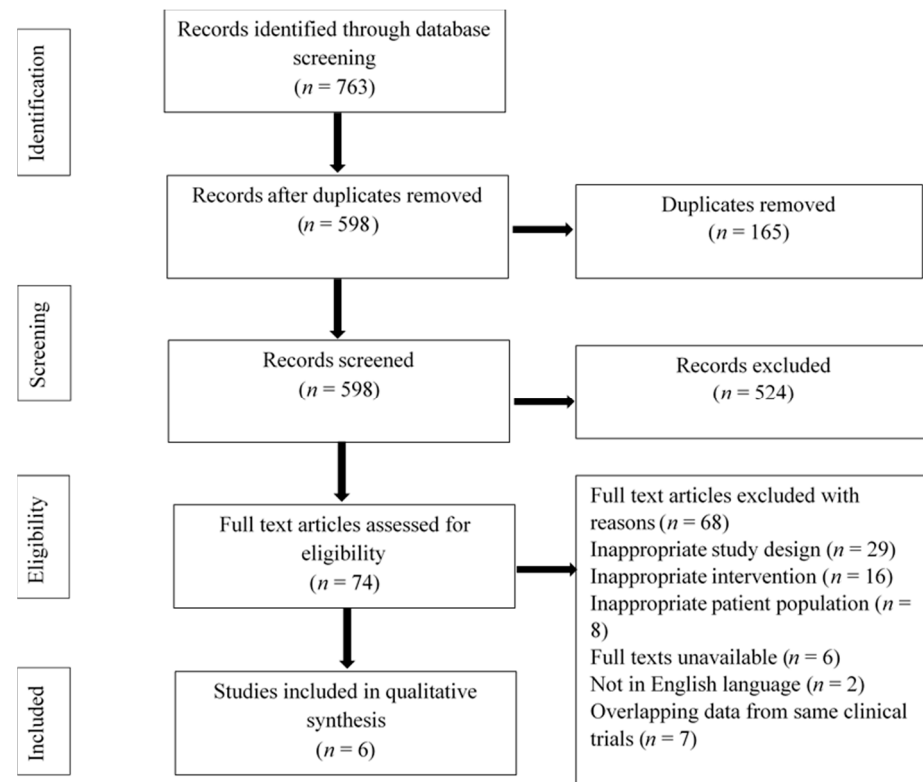 Identification
Records identified through database
screening
(n = 763)
Records after duplicates removed
(n = 598)
Duplicates removed
(n = 165)
Screening
Records screened
(n = 598)
Records excluded
(n = 524)
Eligibility
Full text articles assessed for
eligibility
(n = 74)
Full text articles excluded with
reasons (n = 68)
Inappropriate study design (n = 29)
Inappropriate intervention (n = 16)
Inappropriate patient population (n =
8)
Full texts unavailable (n = 6)
Not in English language (n = 2)
Overlapping data from same clinical
trials (n = 7)
Included
Studies included in qualitative
synthesis
(n = 6)